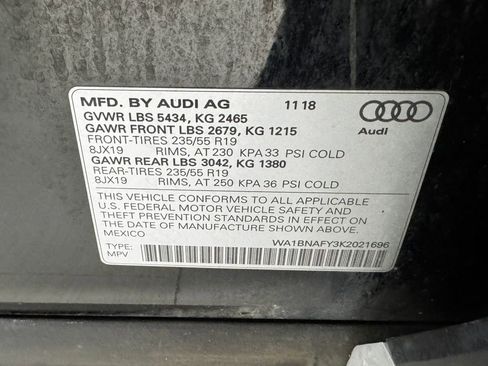 MFD. BY AUDI AG 11 18
GVWR LBS 5434, KG 2465
GAWR FRONT LBS 2679, KG 1215
FRONT-TIRES 235/55 R19
8JX19 RIMS, AT 230 KPA 33 PSI COLD
GAWR REAR LBS 3042, KG 1380
REAR-TIRES 235/55 R19
8JX19 RIMS, AT 250 KPA 36 PSI COLD
Audi
THIS VEHICLE CONFORMS TO ALL APPLICABLE
U.S. FEDERAL MOTOR VEHICLE SAFETY AND
THEFT PREVENTION STANDARDS IN EFFECT ON
THE DATE OF MANUFACTURE SHOWN ABOVE.
MEXICO
TYPE: WA1BNAFY3K2021696
MPV